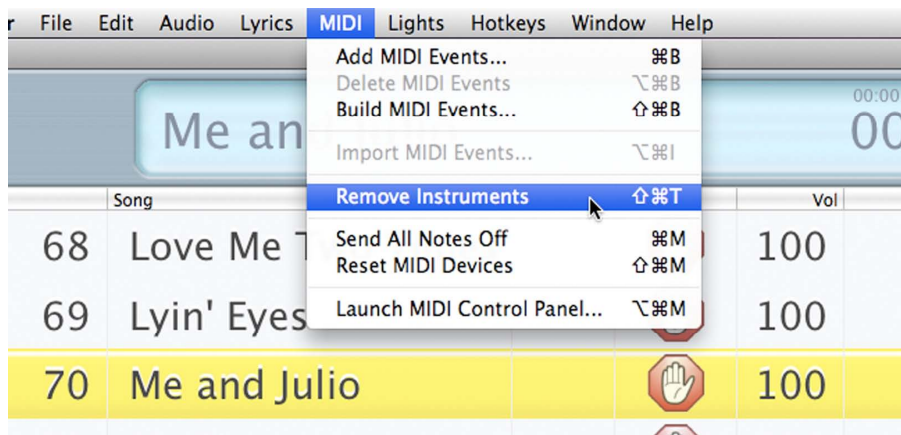 r File Edit Audio Lyrics MIDI Lights Hotkeys Window Help
Add MIDI Events... ⌘B
Delete MIDI Events ⌥⌘B
Build MIDI Events... ⇧⌘B
Import MIDI Events... ⌥⌘I
Remove Instruments ⇧⌘T
Send All Notes Off ⌘M
Reset MIDI Devices ⇧⌘M
Launch MIDI Control Panel... ⌥⌘M
Me an
00:00
00
Song Vol
68 Love Me T 100
69 Lyin' Eyes 100
70 Me and Julio 100